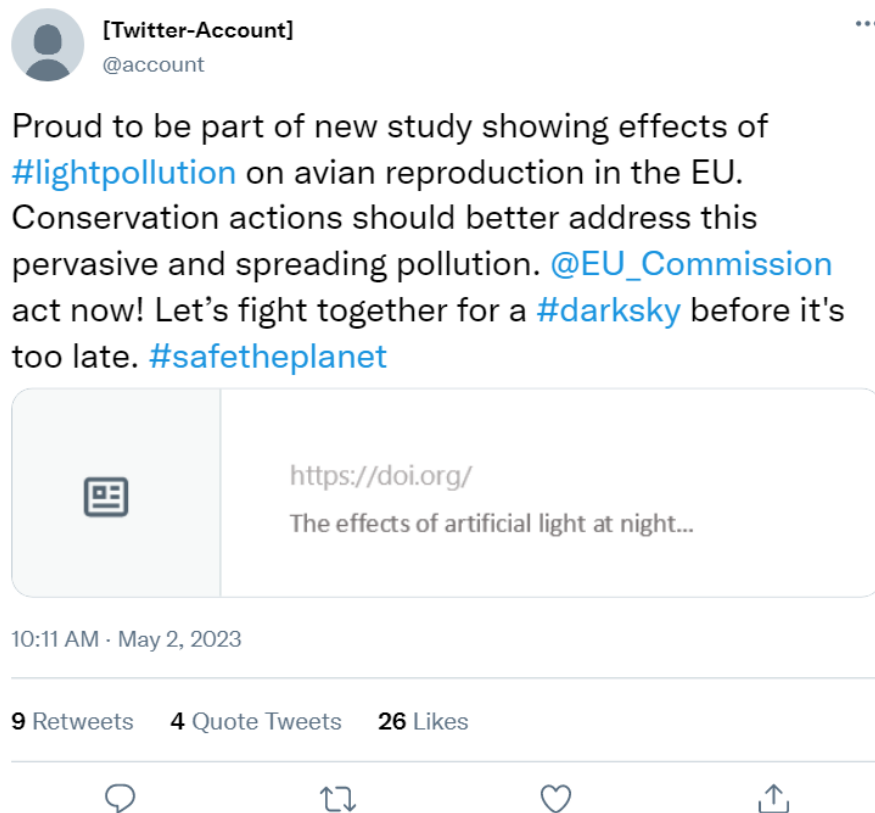 [Twitter-Account]
@account
Proud to be part of new study showing effects of
#lightpollution on avian reproduction in the EU.
Conservation actions should better address this
pervasive and spreading pollution. @EU_Commission
act now! Let’s fight together for a #darksky before it's
too late. #safetheplanet
https://doi.org/
The effects of artificial light at night...
10:11 AM · May 2, 2023
9 Retweets 4 Quote Tweets 26 Likes